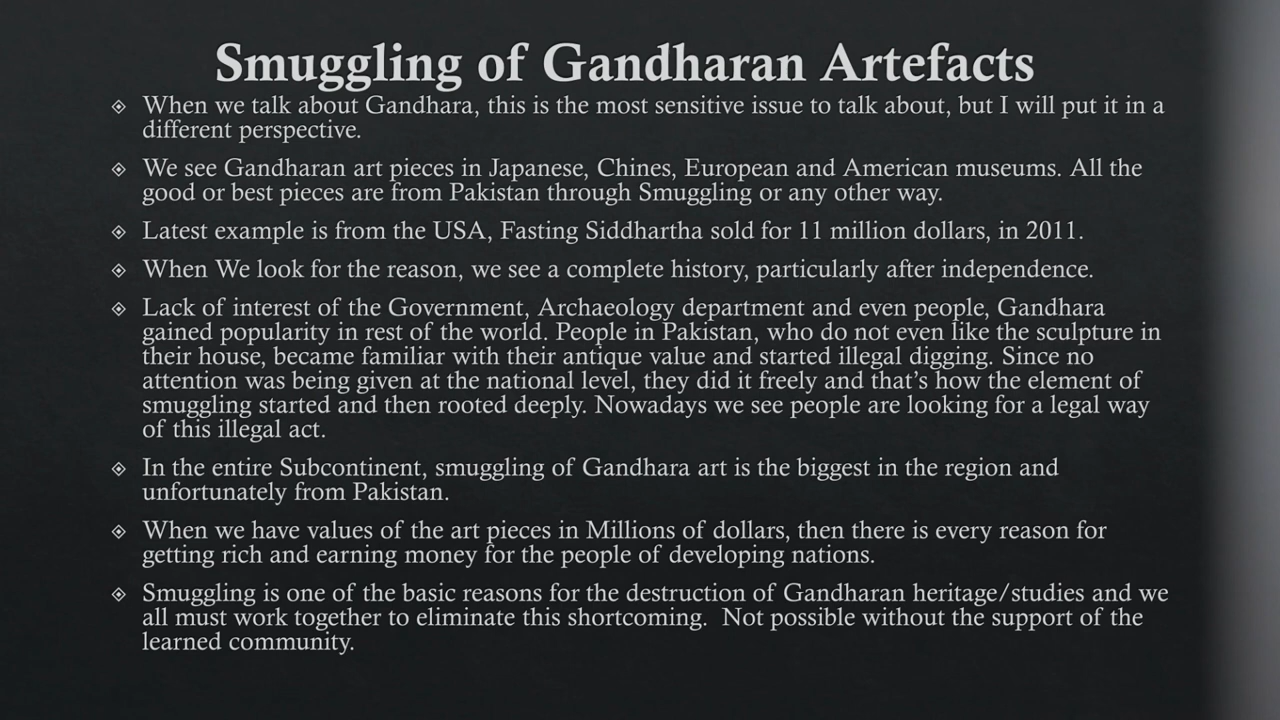 Smuggling of Gandharan Artefacts
When we talk about Gandhara, this is the most sensitive issue to talk about, but I will put it in a
different perspective.
We see Gandharan art pieces in Japanese, Chines, European and American museums. All the
good or best pieces are from Pakistan through Smuggling or any other way.
Latest example is from the USA, Fasting Siddhartha sold for 11 million dollars, in 2011.
When We look for the reason, we see a complete history, particularly after independence.
Lack of interest of the Government, Archaeology department and even people, Gandhara
gained popularity in rest of the world. People in Pakistan, who do not even like the sculpture in
their house, became familiar with their antique value and started illegal digging. Since no
attention was being given at the national level, they did it freely and that’s how the element of
smuggling started and then rooted deeply. Nowadays we see people are looking for a legal way
of this illegal act.
In the entire Subcontinent, smuggling of Gandhara art is the biggest in the region and
unfortunately from Pakistan.
When we have values of the art pieces in Millions of dollars, then there is every reason for
getting rich and earning money for the people of developing nations.
Smuggling is one of the basic reasons for the destruction of Gandharan heritage/studies and we
all must work together to eliminate this shortcoming.  Not possible without the support of the
learned community.